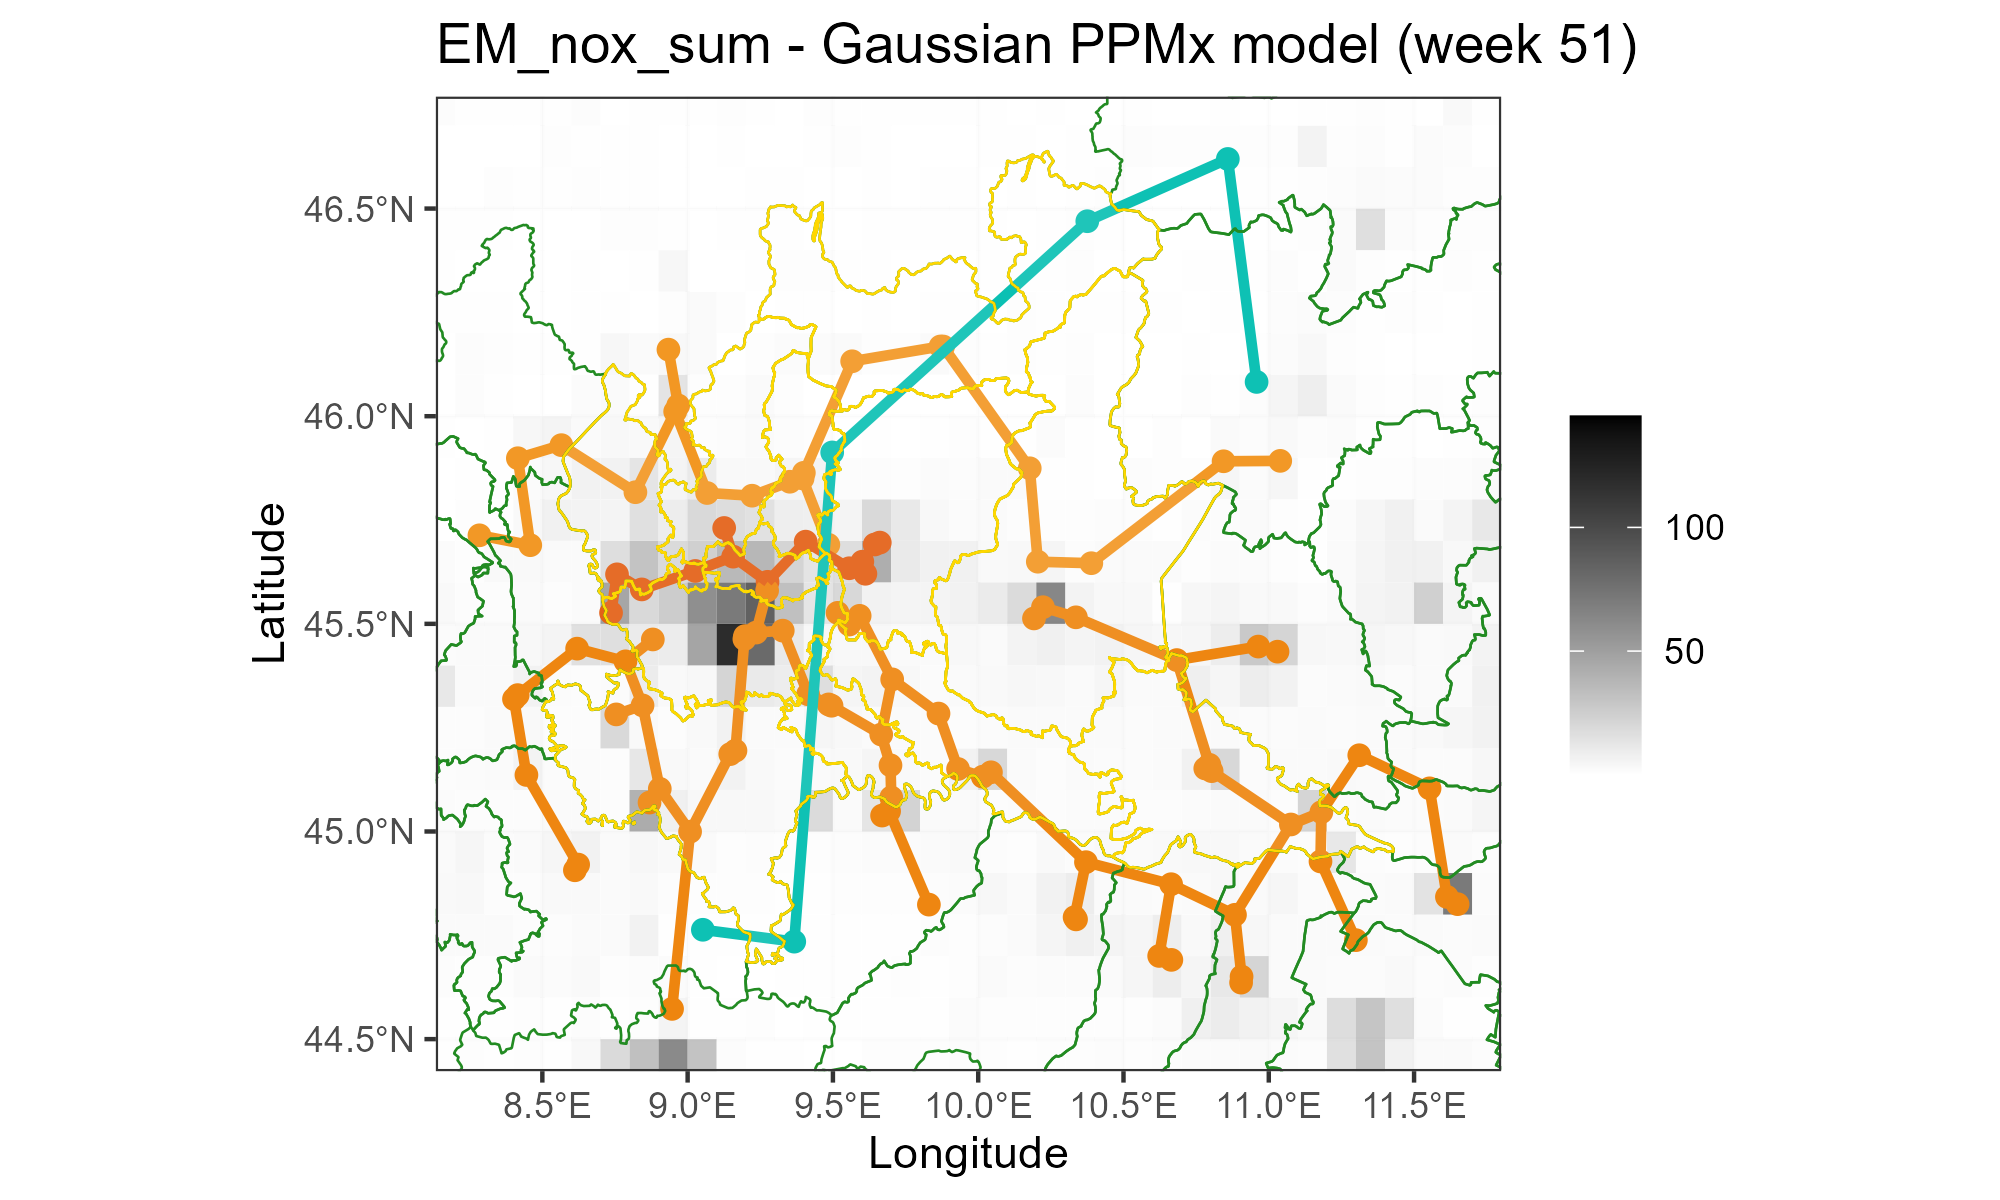 EM_nox_sum - Gaussian PPMx model (week 51)
46.5°N
46.0°N
45.5°N
45.0°N
44.5°N
Latitude
8.5°E 9.0°E 9.5°E 10.0°E 10.5°E 11.0°E 11.5°E
Longitude
100
50